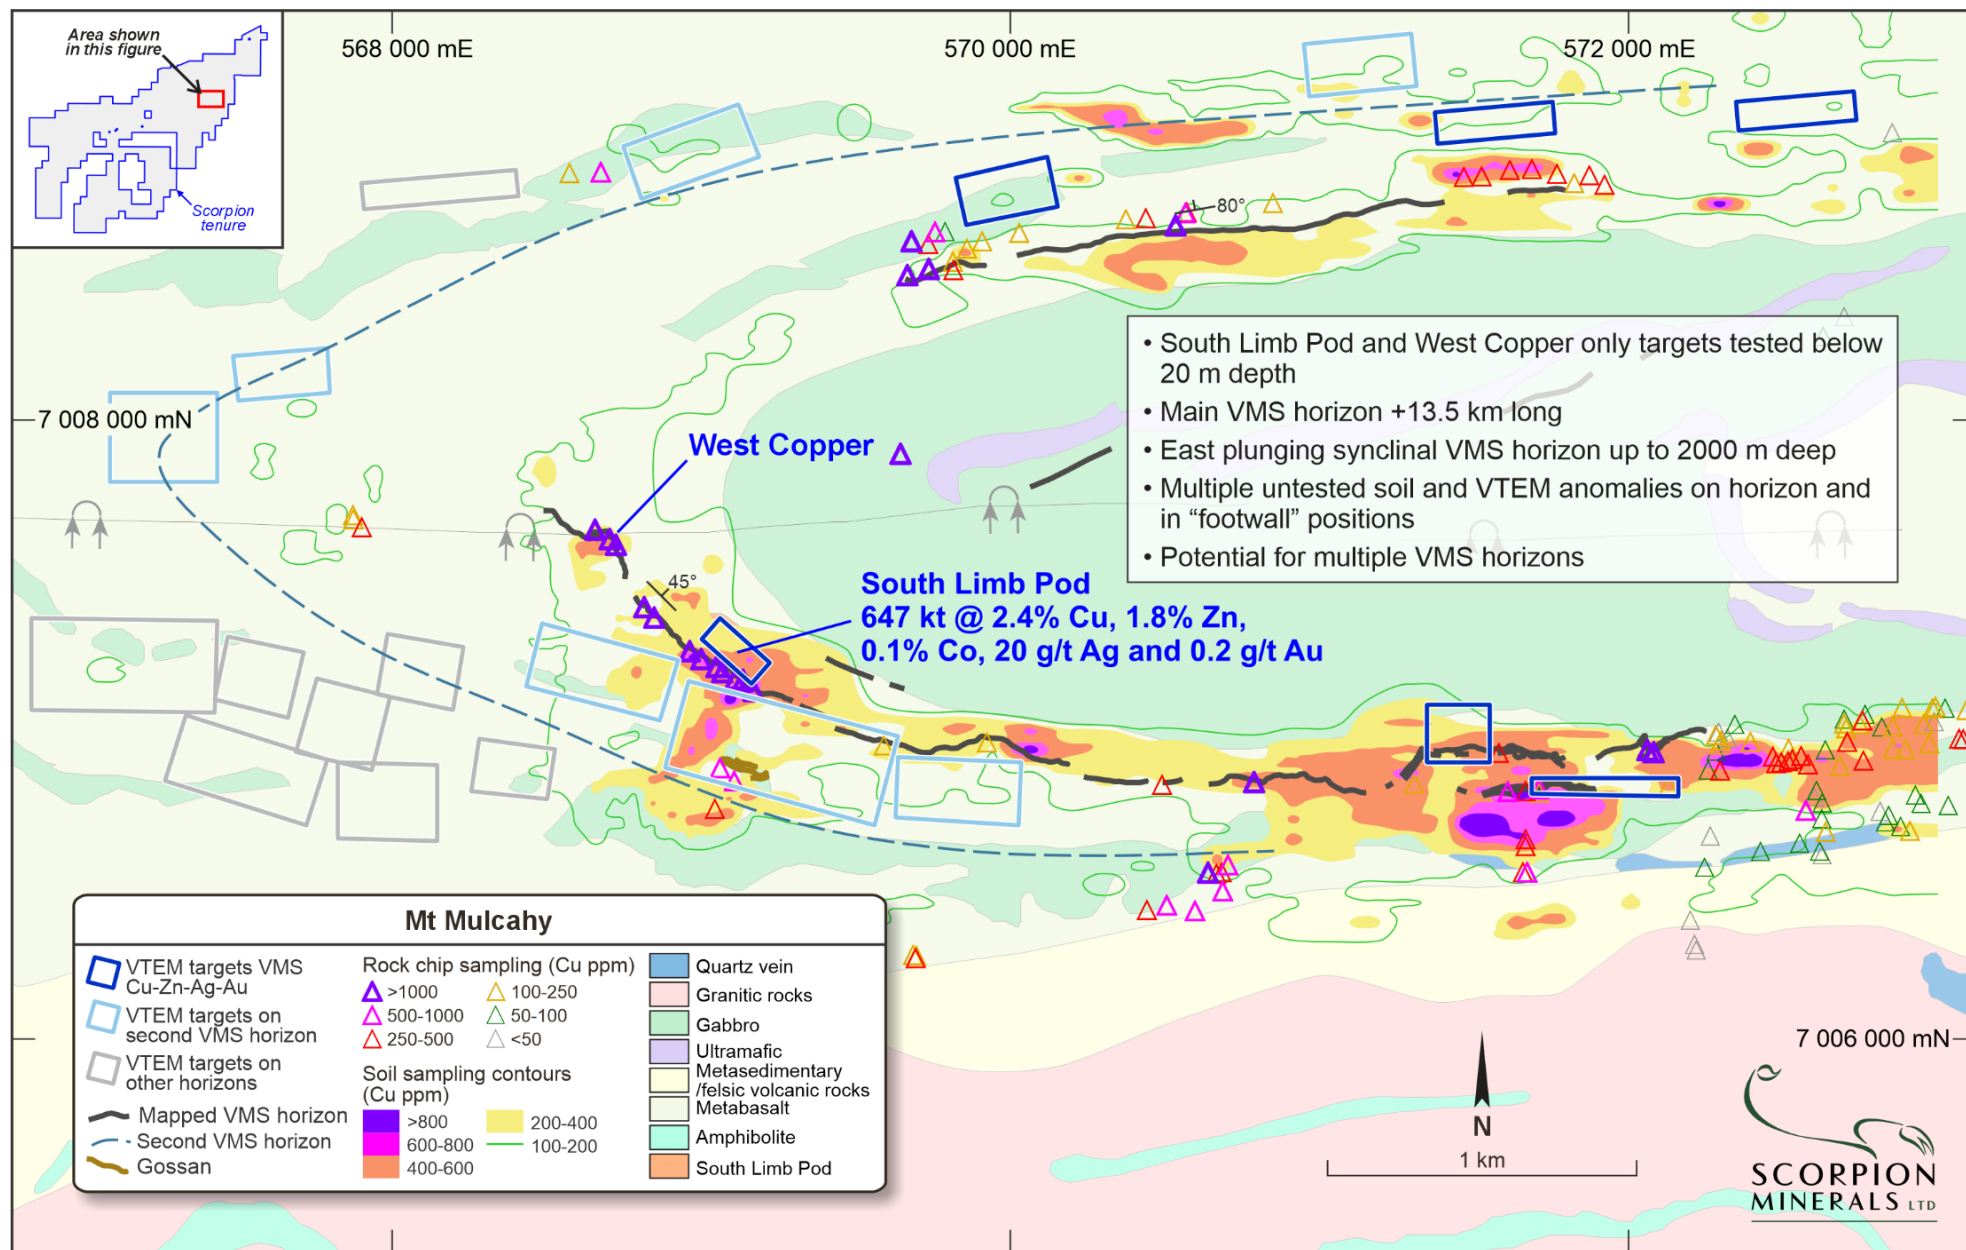 Area shown
in this figure
Scorpion
tenure
568 000 mE
570 000 mE
572 000 mE
80°
7 008 000 mN
• South Limb Pod and West Copper only targets tested below
20 m depth
• Main VMS horizon +13.5 km long
• East plunging synclinal VMS horizon up to 2000 m deep
• Multiple untested soil and VTEM anomalies on horizon and
in “footwall” positions
• Potential for multiple VMS horizons
West Copper
45°
South Limb Pod
647 kt @ 2.4% Cu, 1.8% Zn,
0.1% Co, 20 g/t Ag and 0.2 g/t Au
Mt Mulcahy
VTEM targets VMS
Cu-Zn-Ag-Au
VTEM targets on
second VMS horizon
VTEM targets on
other horizons
Mapped VMS horizon
Second VMS horizon
Gossan
Rock chip sampling (Cu ppm)
>1000
500-1000
250-500
100-250
50-100
<50
Soil sampling contours
(Cu ppm)
>800
600-800
400-600
200-400
100-200
Quartz vein
Granitic rocks
Gabbro
Ultramafic
Metasedimentary
/felsic volcanic rocks
Metabasalt
Amphibolite
South Limb Pod
7 006 000 mN
N
1 km
SCORPION
MINERALS LTD